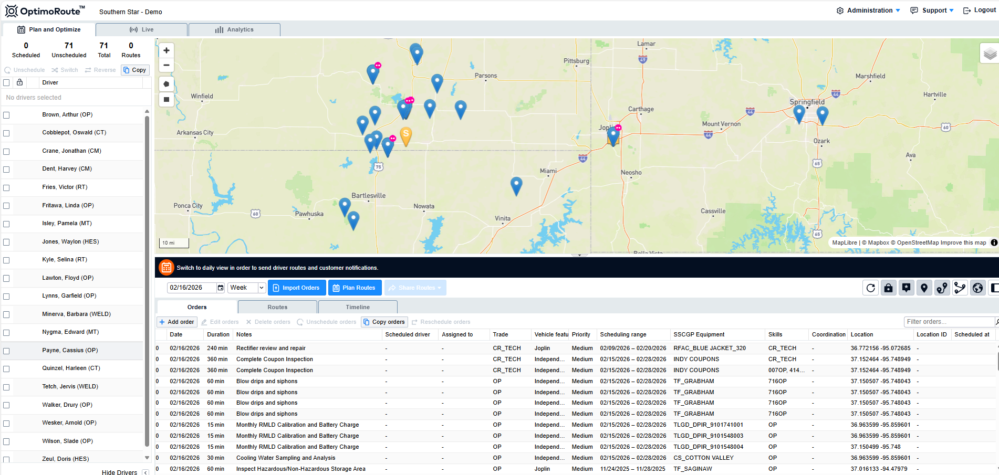 OptimoRoute™
Southern Star - Demo
Administration
Support
Logout
Plan and Optimize
Live
Analytics
0 71 71 0
Scheduled Unscheduled Total Routes
Unschedule Switch Reverse Copy
Driver
No drivers selected
Brown, Arthur (OP)
Cobblepot, Oswald (CT)
Crane, Jonathan (CM)
Dent, Harvey (CM)
Fries, Victor (RT)
Fritawa, Linda (OP)
Isley, Pamela (MT)
Jones, Waylon (HES)
Kyle, Selina (RT)
Lawton, Floyd (OP)
Lynns, Garfield (OP)
Minerva, Barbara (WELD)
Nygma, Edward (MT)
Payne, Cassius (OP)
Quinzel, Harleen (CT)
Tetch, Jervis (WELD)
Walker, Drury (OP)
Wesker, Arnold (OP)
Wilson, Slade (OP)
Zeul, Doris (HES)
Hide Drivers
Lamar
49
Pittsburg
Parsons
Marshfield
44
Hartville
Winfield
Springfield
Carthage
44
Mount Vernon
60
Arkansas City
Jopl
44
Ozark
S
Ava
44
65
75
Miami
Neosho
Bartlesville
Ponca City
60
Pawhuska
Nowata
Vinita
Cassville
65
10 mi
MapLibre | © Mapbox © OpenStreetMap Improve this map
Bella Vista
Switch to daily view in order to send driver routes and customer notifications.
02/16/2026 Week Import Orders Plan Routes Share Routes
Orders Routes Timeline
Add order Edit orders Delete orders Unschedule orders Copy orders Reschedule orders Filter orders...
Date Duration Notes Scheduled driver Assigned to Trade Vehicle featu Priority Scheduling range SSCGP Equipment Skills Coordination Location Location ID Scheduled at
0 02/16/2026 240 min Rectifier review and repair - - CR_TECH Joplin Medium 02/09/2026 – 02/20/2026 RFAC_BLUE JACKET_320 CR_TECH - 36.772156 -95.072685 -
0 02/16/2026 360 min Complete Coupon Inspection - - CR_TECH Independ... Medium 02/15/2026 – 02/28/2026 INDY COUPONS CR_TECH - 37.152464 -95.748949 -
0 02/16/2026 360 min Complete Coupon Inspection - - CR_TECH Independ... Medium 02/15/2026 – 02/28/2026 INDY COUPONS 007OP, 414... - 37.152464 -95.748949 -
0 02/16/2026 60 min Blow drips and siphons - - OP Independ... Medium 02/15/2026 – 02/28/2026 TF_GRABHAM 716OP - 37.150507 -95.748043 -
0 02/16/2026 60 min Blow drips and siphons - - OP Independ... Medium 02/15/2026 – 02/28/2026 TF_GRABHAM 716OP - 37.150507 -95.748043 -
0 02/16/2026 60 min Blow drips and siphons - - OP Independ... Medium 02/15/2026 – 02/28/2026 TF_GRABHAM 716OP - 37.150507 -95.748043 -
0 02/16/2026 60 min Blow drips and siphons - - OP Independ... Medium 02/15/2026 – 02/28/2026 TF_GRABHAM 716OP - 37.150507 -95.748043 -
0 02/16/2026 15 min Monthly RMLD Calibration and Battery Charge - - OP Independ... Medium 02/15/2026 – 02/28/2026 TLGD_DPIR_9101741001 OP - 36.963599 -95.859601 -
0 02/16/2026 15 min Monthly RMLD Calibration and Battery Charge - - OP Independ... Medium 02/15/2026 – 02/28/2026 TLGD_DPIR_9101548003 OP - 36.963599 -95.859601 -
0 02/16/2026 15 min Monthly RMLD Calibration and Battery Charge - - OP Independ... Medium 02/15/2026 – 02/28/2026 TLGD_DPIR_9101548004 OP - 37.150499 -95.748 -
0 02/16/2026 30 min Cooling Water Sampling and Analysis - - OP Independ... Medium 02/15/2026 – 02/28/2026 CS_COTTON VALLEY OP - 36.963599 -95.859601 -
0 02/16/2026 60 min Inspect Hazardous/Non-Hazardous Storage Area - - OP Joplin Medium 11/24/2025 – 11/28/2025 TF_SAGINAW OP - 37.016133 -94.47979 -